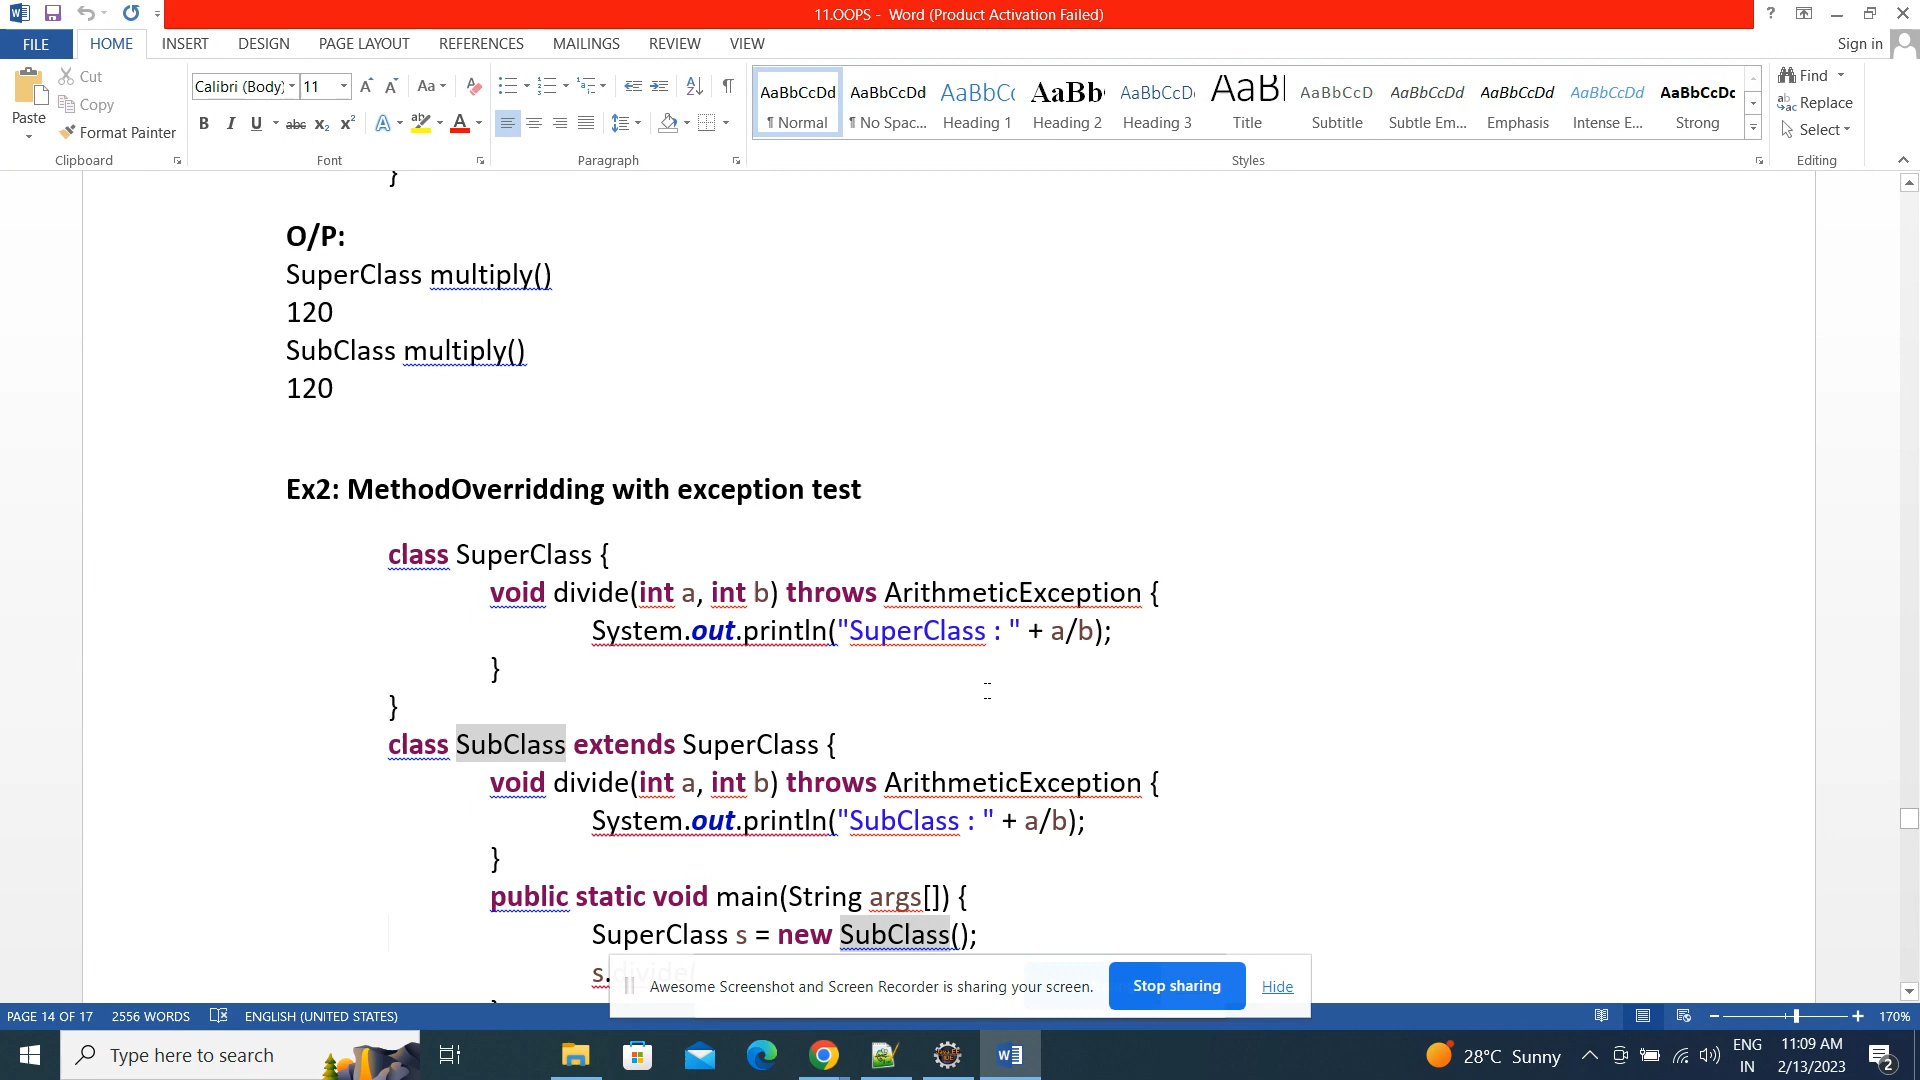 11.OOPS - Word (Product Activation Failed)
FILE HOME INSERT DESIGN PAGE LAYOUT REFERENCES MAILINGS REVIEW VIEW Sign in
Paste
Cut
Copy
Format Painter
Clipboard
Calibri (Body) 11
Font
Paragraph
AaBbCcDd AaBbCcDd AaBbCc AaBb AaBbCcD AaB AaBbCcD AaBbCcDd AaBbCcDd AaBbCcDd AaBbCcDc
¶ Normal ¶ No Spac... Heading 1 Heading 2 Heading 3 Title Subtitle Subtle Em... Emphasis Intense E... Strong
Styles
Find
Replace
Select
Editing
}
O/P:
SuperClass multiply()
120
SubClass multiply()
120
Ex2: MethodOverridding with exception test
class SuperClass {
void divide(int a, int b) throws ArithmeticException {
System.out.println("SuperClass : " + a/b);
}
}
class SubClass extends SuperClass {
void divide(int a, int b) throws ArithmeticException {
System.out.println("SubClass : " + a/b);
}
public static void main(String args[]) {
SuperClass s = new SubClass();
s.divide(
Awesome Screenshot and Screen Recorder is sharing your screen. Stop sharing Hide
PAGE 14 OF 17 2556 WORDS ENGLISH (UNITED STATES) 170%
Type here to search
28°C Sunny
ENG
IN
11:09 AM
2/13/2023
2